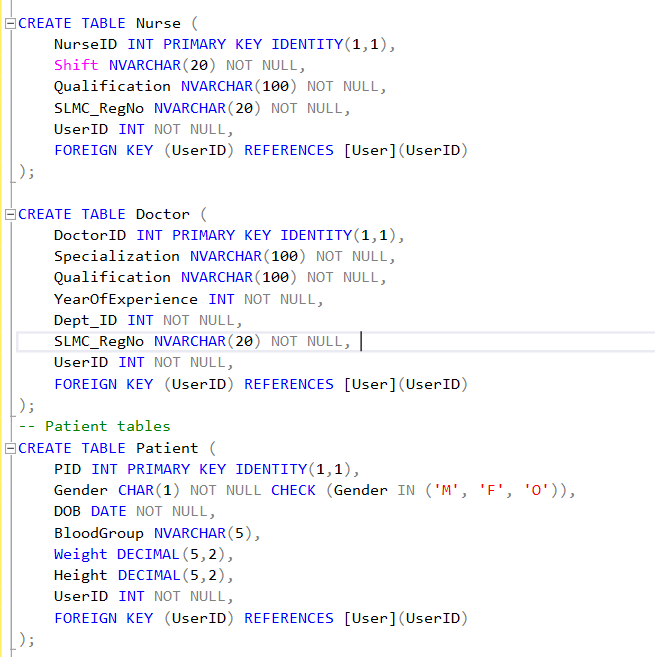 CREATE TABLE Nurse (
    NurseID INT PRIMARY KEY IDENTITY(1,1),
    Shift NVARCHAR(20) NOT NULL,
    Qualification NVARCHAR(100) NOT NULL,
    SLMC_RegNo NVARCHAR(20) NOT NULL,
    UserID INT NOT NULL,
    FOREIGN KEY (UserID) REFERENCES [User](UserID)
);
CREATE TABLE Doctor (
    DoctorID INT PRIMARY KEY IDENTITY(1,1),
    Specialization NVARCHAR(100) NOT NULL,
    Qualification NVARCHAR(100) NOT NULL,
    YearOfExperience INT NOT NULL,
    Dept_ID INT NOT NULL,
    SLMC_RegNo NVARCHAR(20) NOT NULL,
    UserID INT NOT NULL,
    FOREIGN KEY (UserID) REFERENCES [User](UserID)
);
-- Patient tables
CREATE TABLE Patient (
    PID INT PRIMARY KEY IDENTITY(1,1),
    Gender CHAR(1) NOT NULL CHECK (Gender IN ('M', 'F', 'O')),
    DOB DATE NOT NULL,
    BloodGroup NVARCHAR(5),
    Weight DECIMAL(5,2),
    Height DECIMAL(5,2),
    UserID INT NOT NULL,
    FOREIGN KEY (UserID) REFERENCES [User](UserID)
);